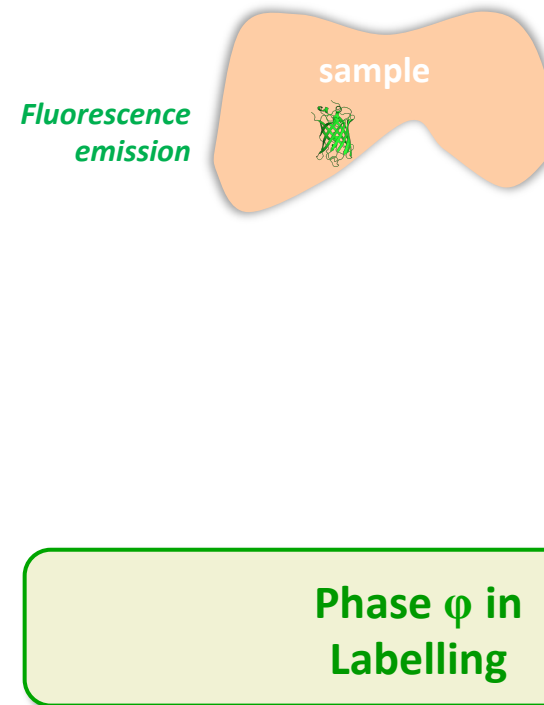 sample
Fluorescence
emission
Phase φ in
Labelling